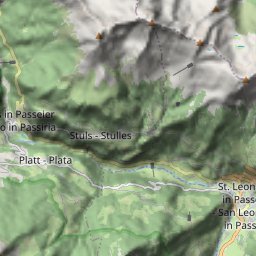 s in Passeier
o in Passiria
Stuls - Stulles
Platt - Plata
St. Leon
in Passe
- San Leo
in Pass